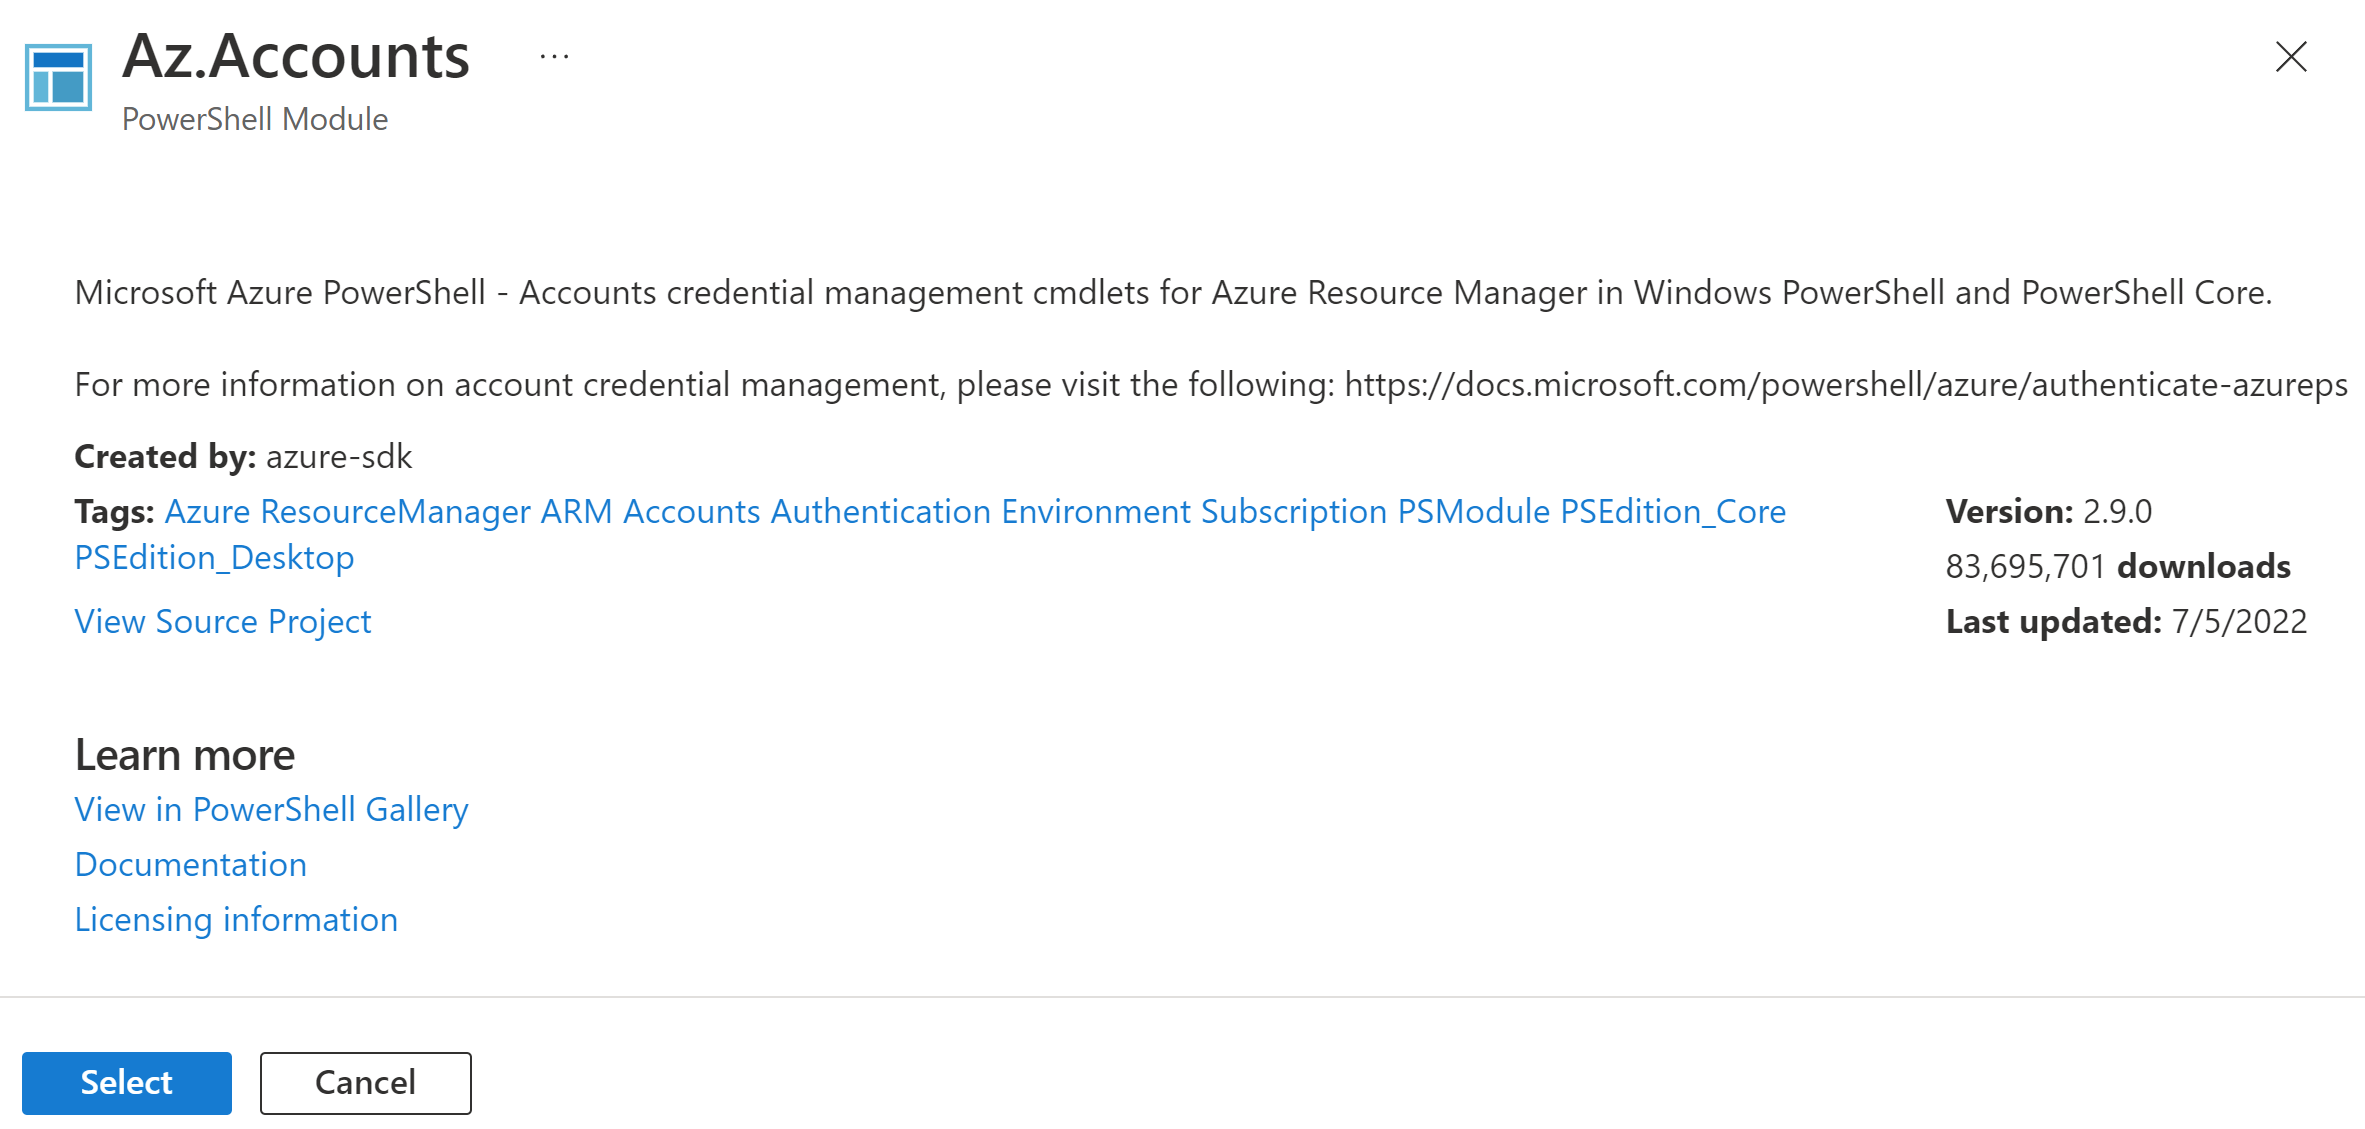 Az.Accounts ...
PowerShell Module
Microsoft Azure PowerShell - Accounts credential management cmdlets for Azure Resource Manager in Windows PowerShell and PowerShell Core.
For more information on account credential management, please visit the following: https://docs.microsoft.com/powershell/azure/authenticate-azureps
Created by: azure-sdk
Tags: Azure ResourceManager ARM Accounts Authentication Environment Subscription PSModule PSEdition_Core
PSEdition_Desktop
View Source Project
Version: 2.9.0
83,695,701 downloads
Last updated: 7/5/2022
Learn more
View in PowerShell Gallery
Documentation
Licensing information
Select
Cancel